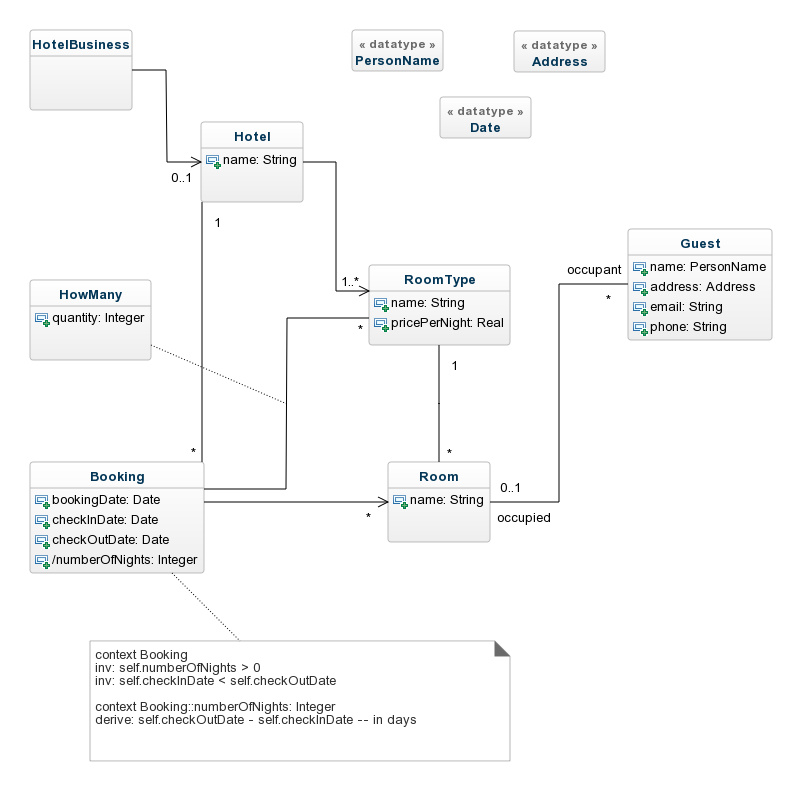 HotelBusiness
« datatype »
PersonName
« datatype »
Address
« datatype »
Date
Hotel
name: String
0..1
1
1..*
RoomType
name: String
pricePerNight: Real
*
1
Guest
name: PersonName
address: Address
email: String
phone: String
occupant
*
HowMany
quantity: Integer
*
Booking
bookingDate: Date
checkInDate: Date
checkOutDate: Date
/numberOfNights: Integer
*
*
Room
name: String
0..1
occupied
context Booking
inv: self.numberOfNights > 0
inv: self.checkInDate < self.checkOutDate
context Booking::numberOfNights: Integer
derive: self.checkOutDate - self.checkInDate -- in days